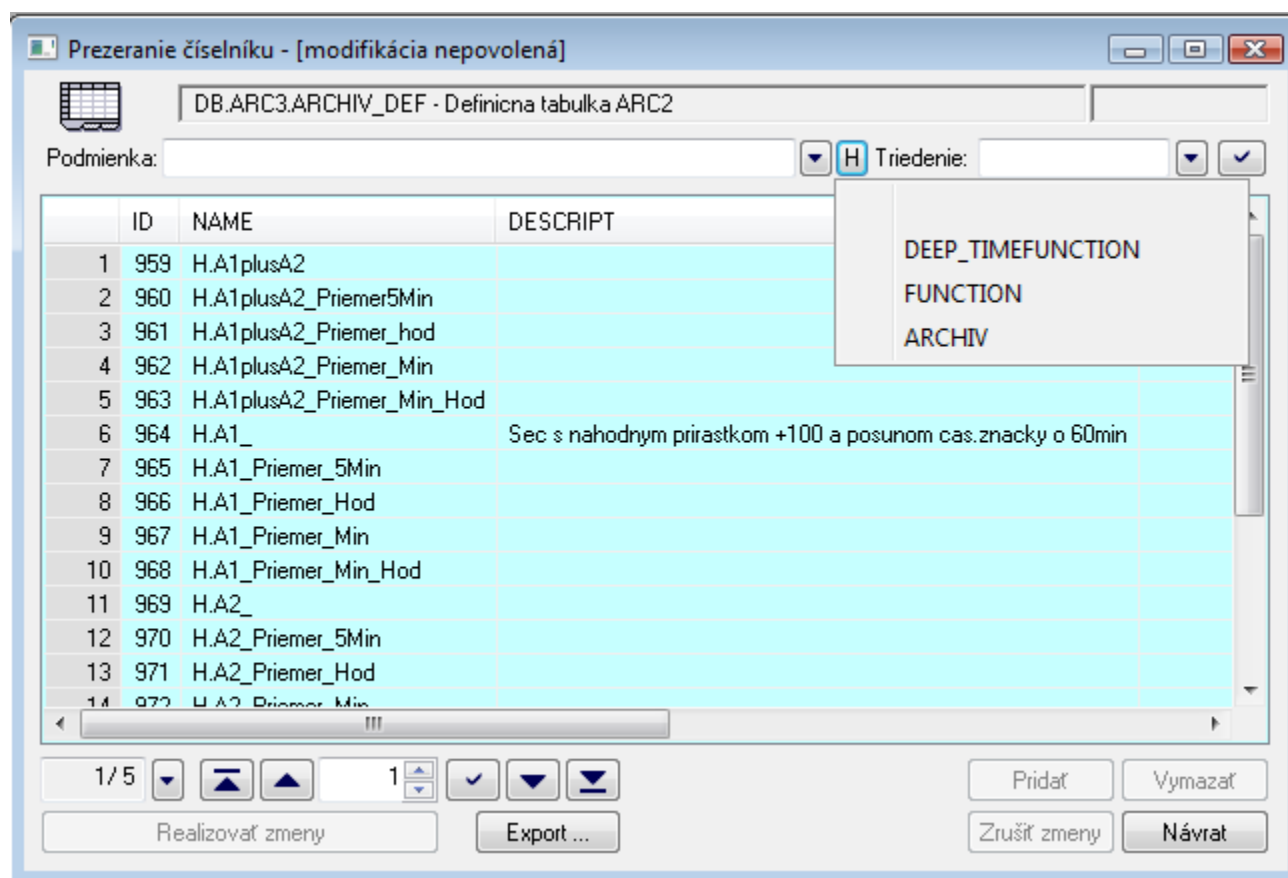 Prezeranie číselníku - [modifikácia nepovolená]
DB.ARC3.ARCHIV_DEF - Definicna tabulka ARC2
Podmienka: H Triedenie:
DEEP_TIMEFUNCTION
FUNCTION
ARCHIV
ID NAME DESCRIPT
1 959 H.A1plusA2
2 960 H.A1plusA2_Priemer5Min
3 961 H.A1plusA2_Priemer_hod
4 962 H.A1plusA2_Priemer_Min
5 963 H.A1plusA2_Priemer_Min_Hod
6 964 H.A1_ Sec s nahodnym prirastkom +100 a posunom cas.znacky o 60min
7 965 H.A1_Priemer_5Min
8 966 H.A1_Priemer_Hod
9 967 H.A1_Priemer_Min
10 968 H.A1_Priemer_Min_Hod
11 969 H.A2_
12 970 H.A2_Priemer_5Min
13 971 H.A2_Priemer_Hod
14 972 H.A2_Priemer_Min
1/ 5 1 Pridať Vymazať
Realizovať zmeny Export ... Zrušiť zmeny Návrat